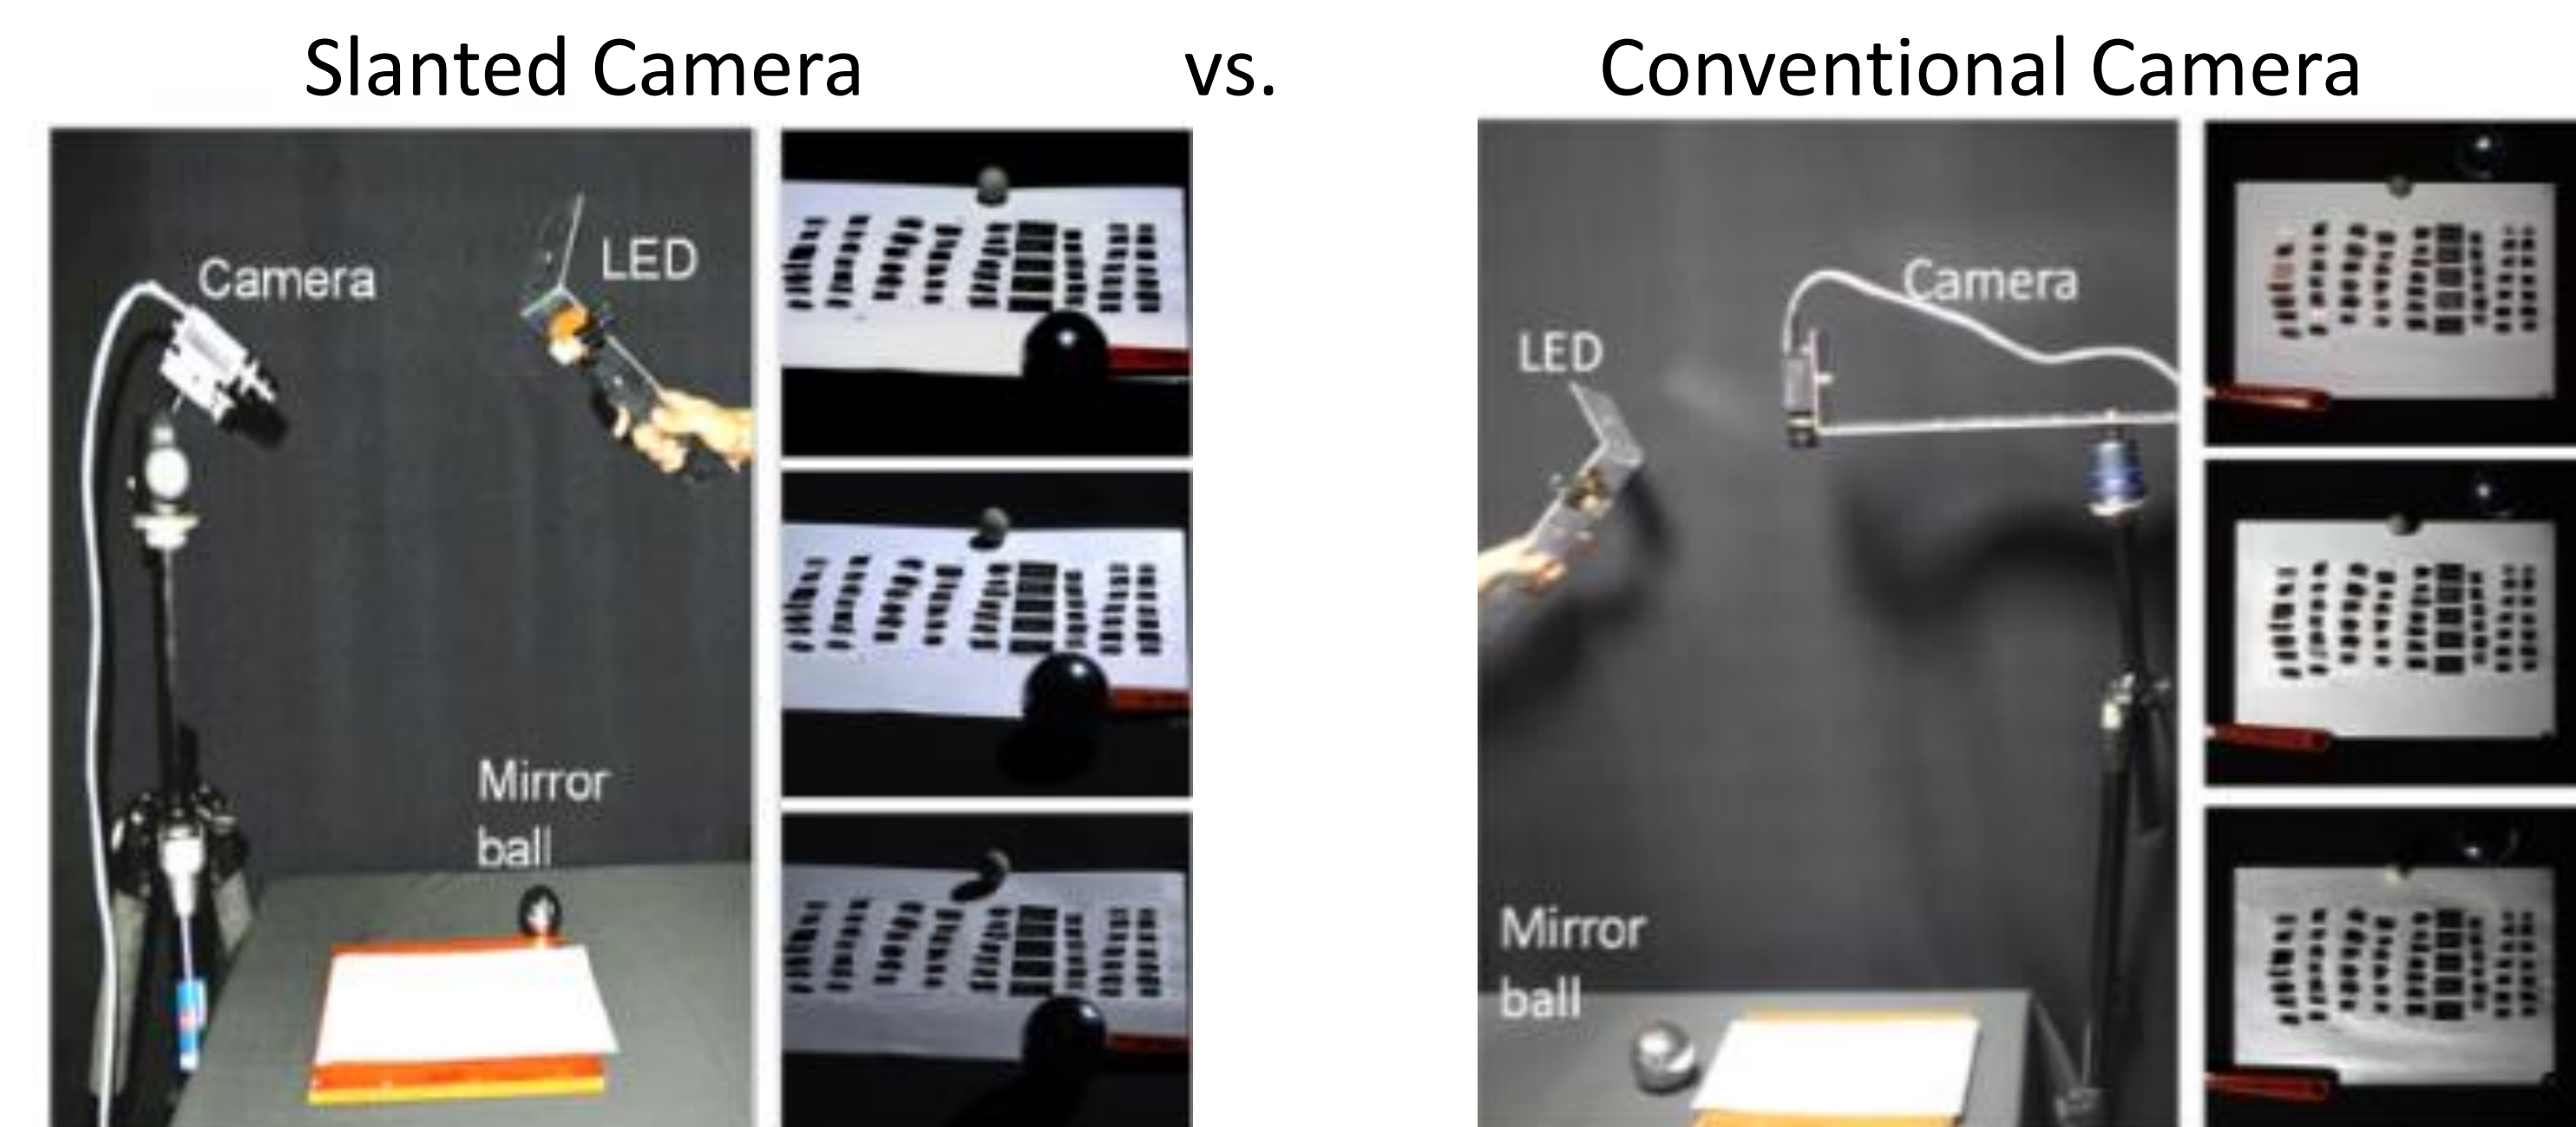 Slanted Camera vs. Conventional Camera
Camera
LED
Mirror
ball
Camera
LED
Mirror
ball